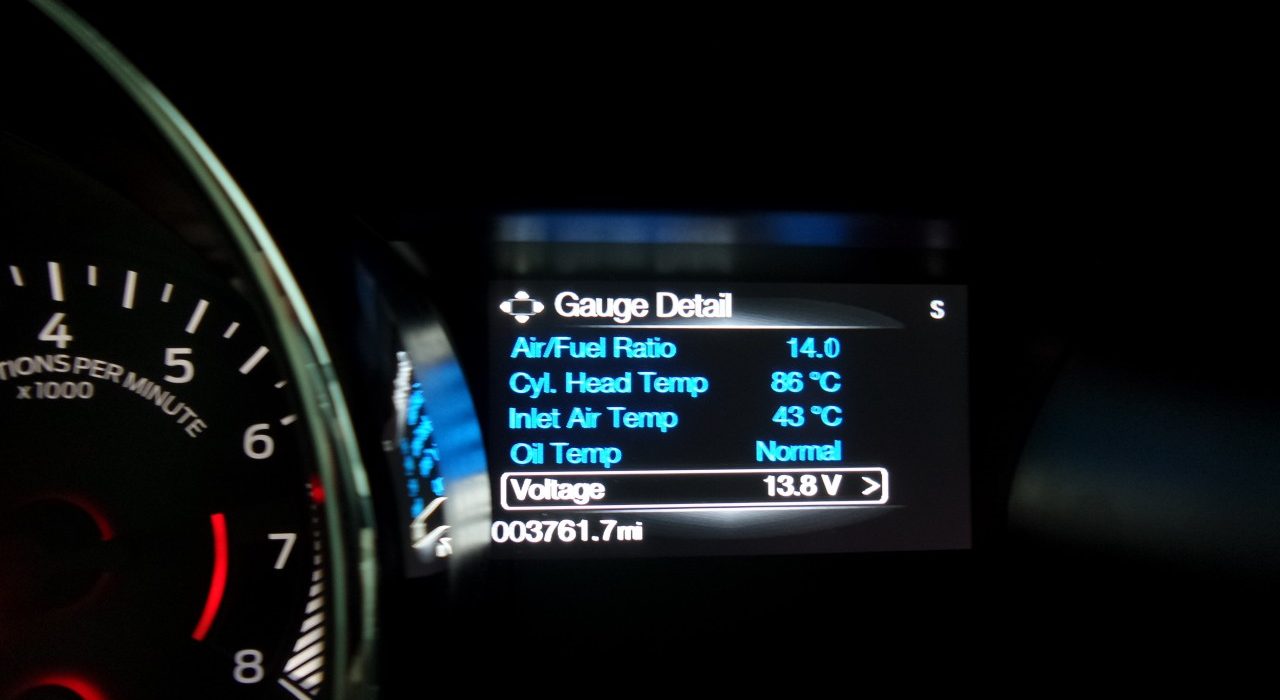 4
5
6
7
8
TIONS PER MINUTE
x1000
Gauge Detail S
Air/Fuel Ratio 14.0
Cyl. Head Temp 86 °C
Inlet Air Temp 43 °C
Oil Temp Normal
Voltage 13.8 V >
003761.7mi